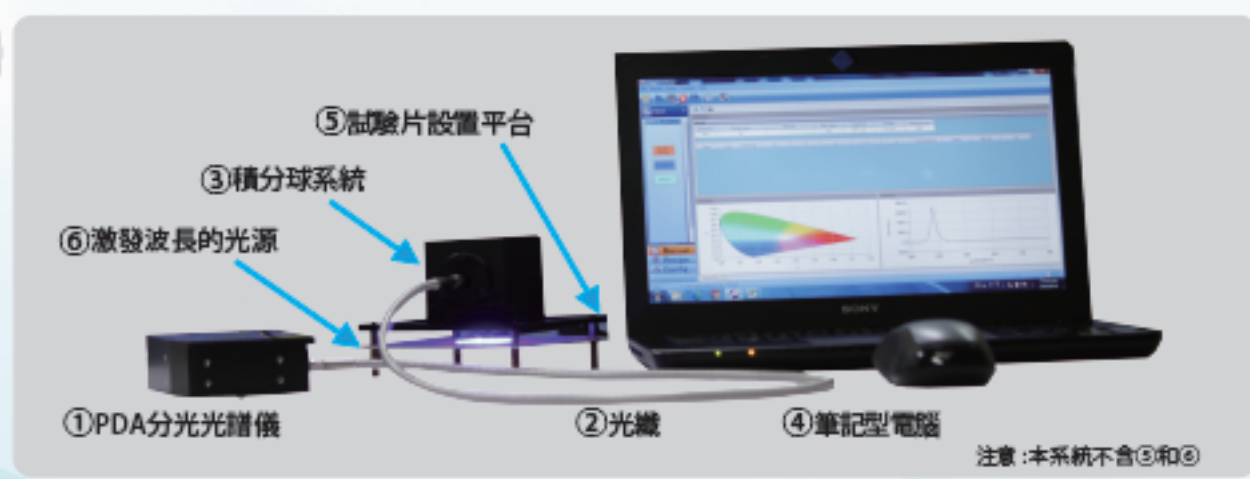 ⑤試驗片設置平台
③積分球系統
⑥激發波長的光源
SONY
①PDA分光光譜儀
②光纖
④筆記型電腦
注意:本系統不含⑤和⑥